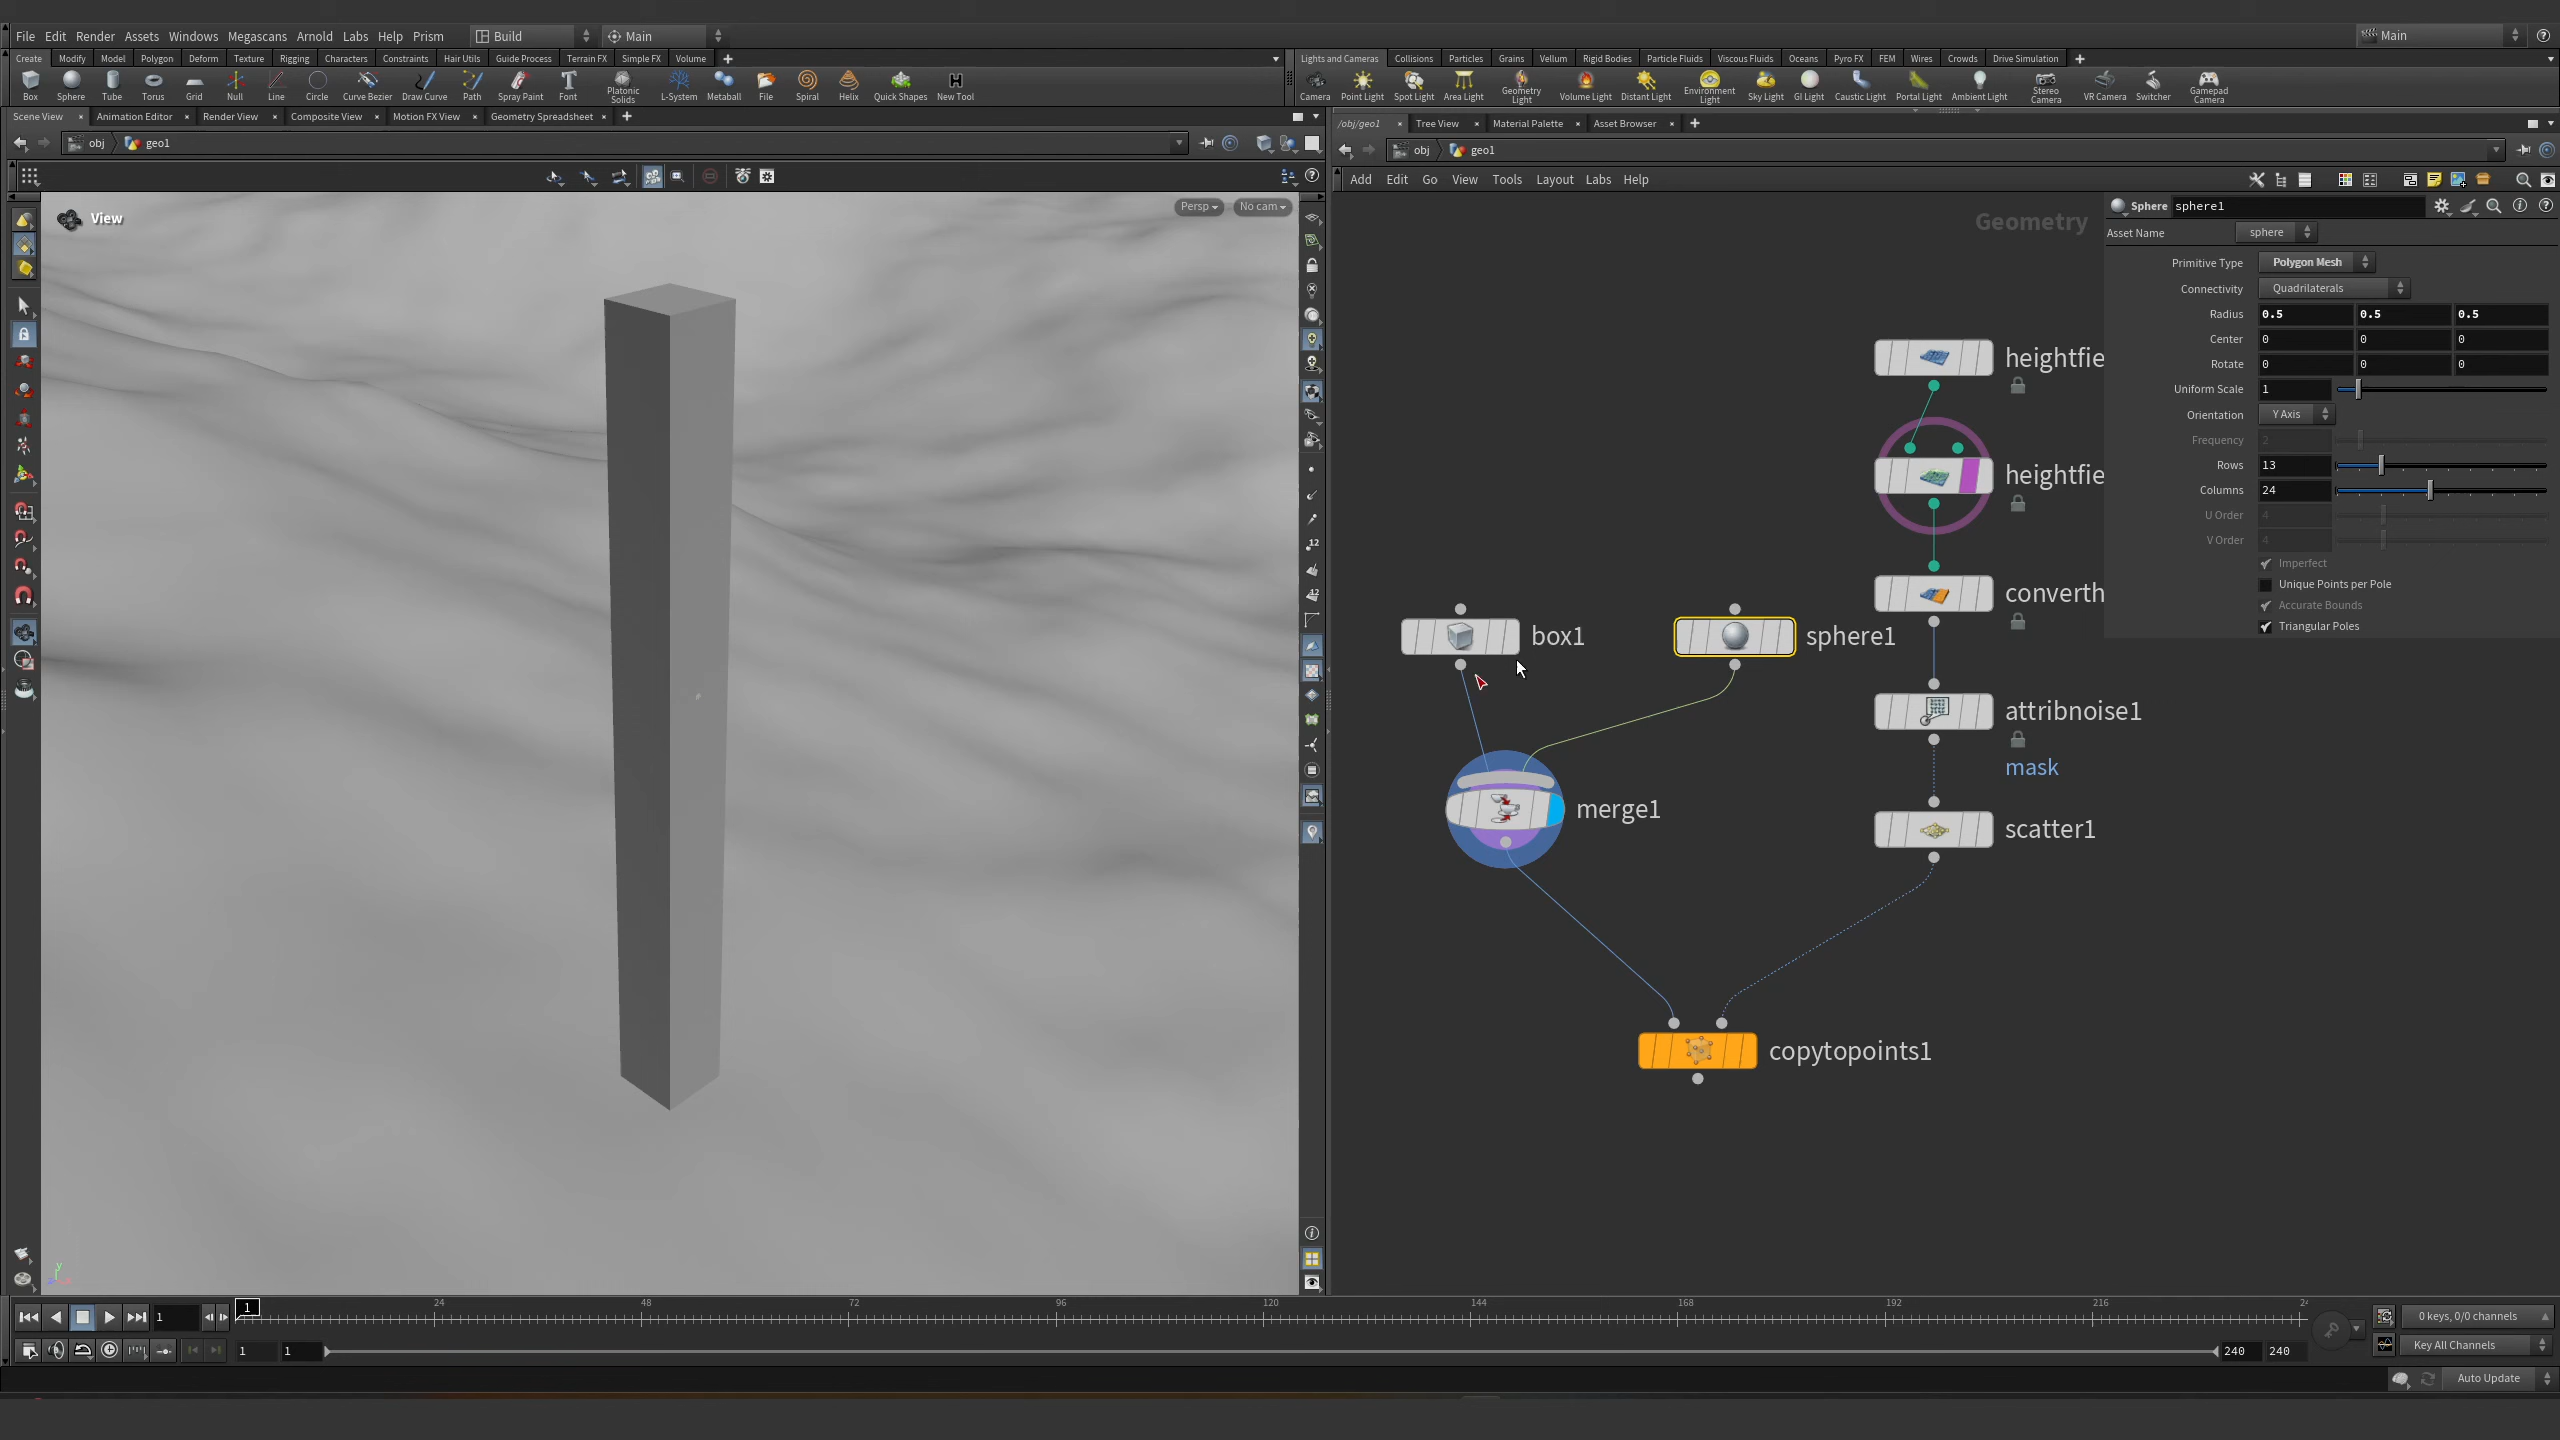 File Edit Render Assets Windows Megascans Arnold Labs Help Prism Build Main Main
Create Modify Model Polygon Deform Texture Rigging Characters Constraints Hair Utils Guide Process Terrain FX Simple FX Volume
Lights and Cameras Collisions Particles Grains Vellum Rigid Bodies Particle Fluids Viscous Fluids Oceans Pyro FX FEM Wires Crowds Drive Simulation
Box Sphere Tube Torus Grid Null Line Circle Curve Bezier Draw Curve Path Spray Paint Font Platonic Solids L-System Metaball File Spiral Helix Quick Shapes New Tool
Camera Point Light Spot Light Area Light Geometry Light Volume Light Distant Light Environment Light Sky Light GI Light Caustic Light Portal Light Ambient Light Stereo Camera VR Camera Switcher Gamepad Camera
Scene View Animation Editor Render View Composite View Motion FX View Geometry Spreadsheet
/obj/geo1 Tree View Material Palette Asset Browser
obj geo1
obj geo1
Add Edit Go View Tools Layout Labs Help
View
Persp No cam
Geometry
Sphere sphere1
Asset Name sphere
Primitive Type Polygon Mesh
Connectivity Quadrilaterals
Radius 0.5 0.5 0.5
Center 0 0 0
Rotate 0 0 0
Uniform Scale 1
Orientation Y Axis
Frequency 2
Rows 13
Columns 24
U Order 4
V Order 4
Imperfect
Unique Points per Pole
Accurate Bounds
Triangular Poles
heightfie
heightfie
converth
box1
sphere1
attribnoise1
mask
merge1
scatter1
copytopoints1
12
12
y
1 1 24 48 72 96 120 144 168 192 216 24
0 keys, 0/0 channels
1 1 240 240
Key All Channels
Auto Update